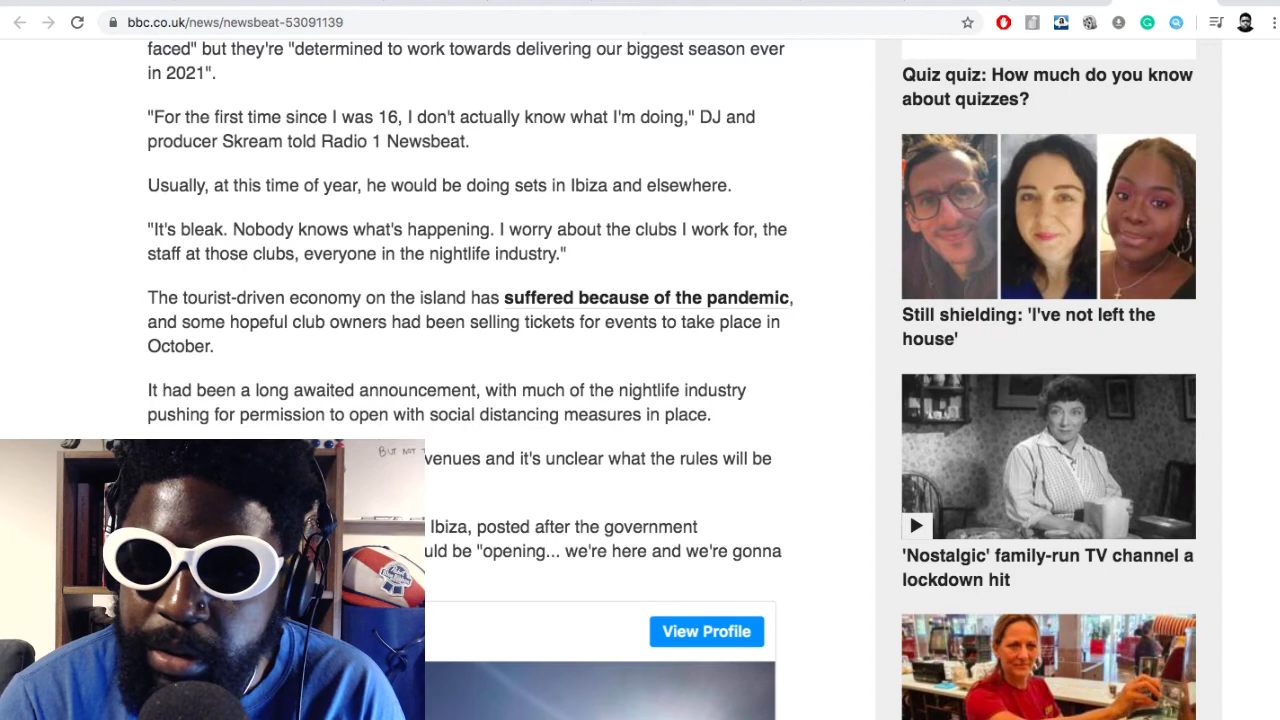 bbc.co.uk/news/newsbeat-53091139
faced" but they're "determined to work towards delivering our biggest season ever
in 2021".
"For the first time since I was 16, I don't actually know what I'm doing," DJ and
producer Skream told Radio 1 Newsbeat.
Usually, at this time of year, he would be doing sets in Ibiza and elsewhere.
"It's bleak. Nobody knows what's happening. I worry about the clubs I work for, the
staff at those clubs, everyone in the nightlife industry."
The tourist-driven economy on the island has suffered because of the pandemic,
and some hopeful club owners had been selling tickets for events to take place in
October.
It had been a long awaited announcement, with much of the nightlife industry
pushing for permission to open with social distancing measures in place.
venues and it's unclear what the rules will be
Ibiza, posted after the government
uld be "opening... we're here and we're gonna
View Profile
BUT NOT
Quiz quiz: How much do you know
about quizzes?
Still shielding: 'I've not left the
house'
'Nostalgic' family-run TV channel a
lockdown hit